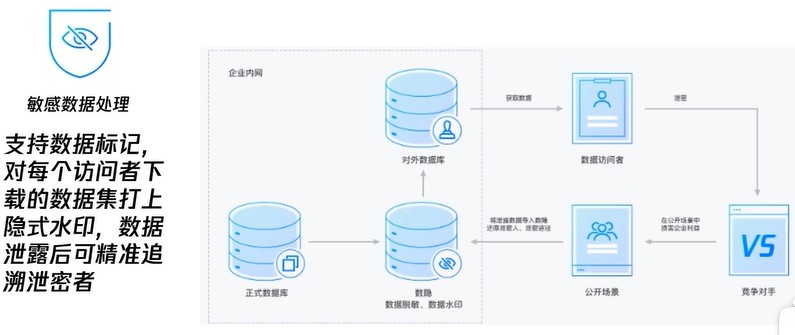 敏感数据处理
支持数据标记，
对每个访问者下
载的数据集打上
隐式水印，数据
泄露后可精准追
溯泄密者
企业内网
对外数据库
获取数据
数据访问者
泄密
正式数据库
数隐
数据脱敏、数据水印
将泄露数据导入数隐
还原泄密人、泄密途径
公开场景
在公开场景中
损害企业利益
VS
竞争对手